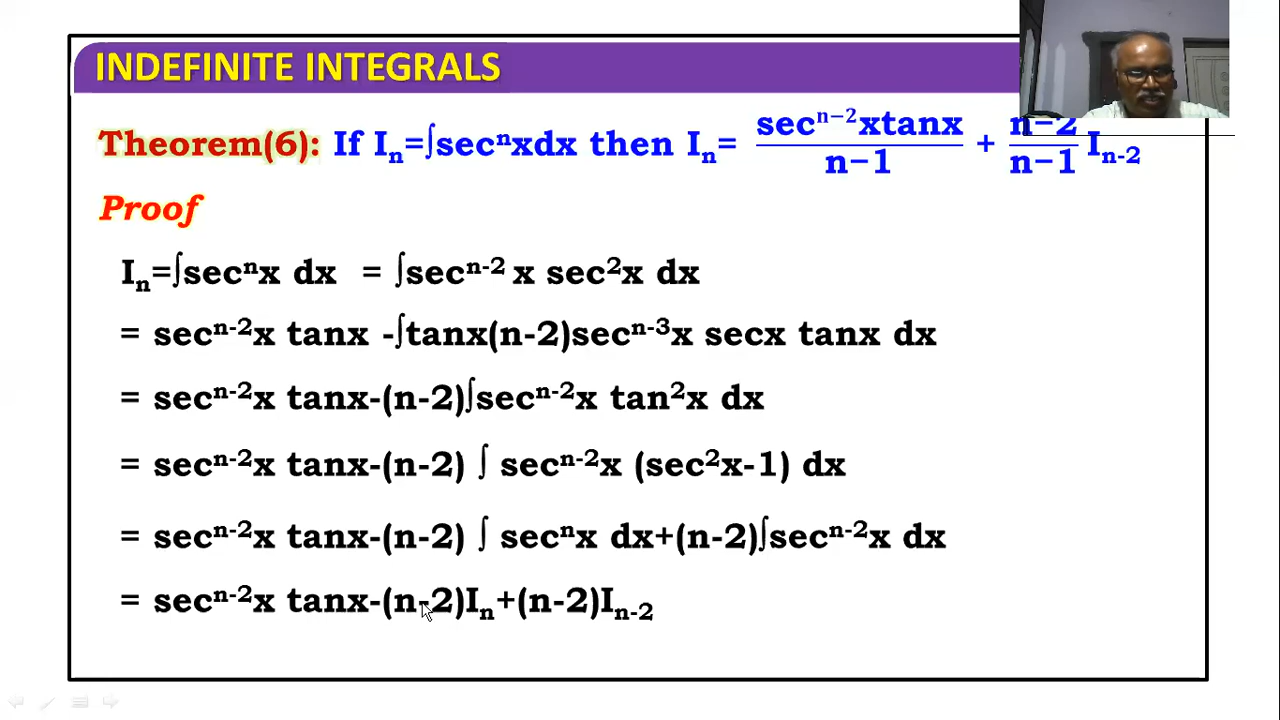 INDEFINITE INTEGRALS
Theorem(6): If Iₙ=∫secⁿxdx then Iₙ= secⁿ⁻²xtanx/n−1 + n−2/n−1 Iₙ₋₂
Proof
Iₙ=∫secⁿx dx = ∫secⁿ⁻² x sec²x dx
= secⁿ⁻²x tanx -∫tanx(n-2)secⁿ⁻³x secx tanx dx
= secⁿ⁻²x tanx-(n-2)∫secⁿ⁻²x tan²x dx
= secⁿ⁻²x tanx-(n-2) ∫ secⁿ⁻²x (sec²x-1) dx
= secⁿ⁻²x tanx-(n-2) ∫ secⁿx dx+(n-2)∫secⁿ⁻²x dx
= secⁿ⁻²x tanx-(n-2)Iₙ+(n-2)Iₙ₋₂